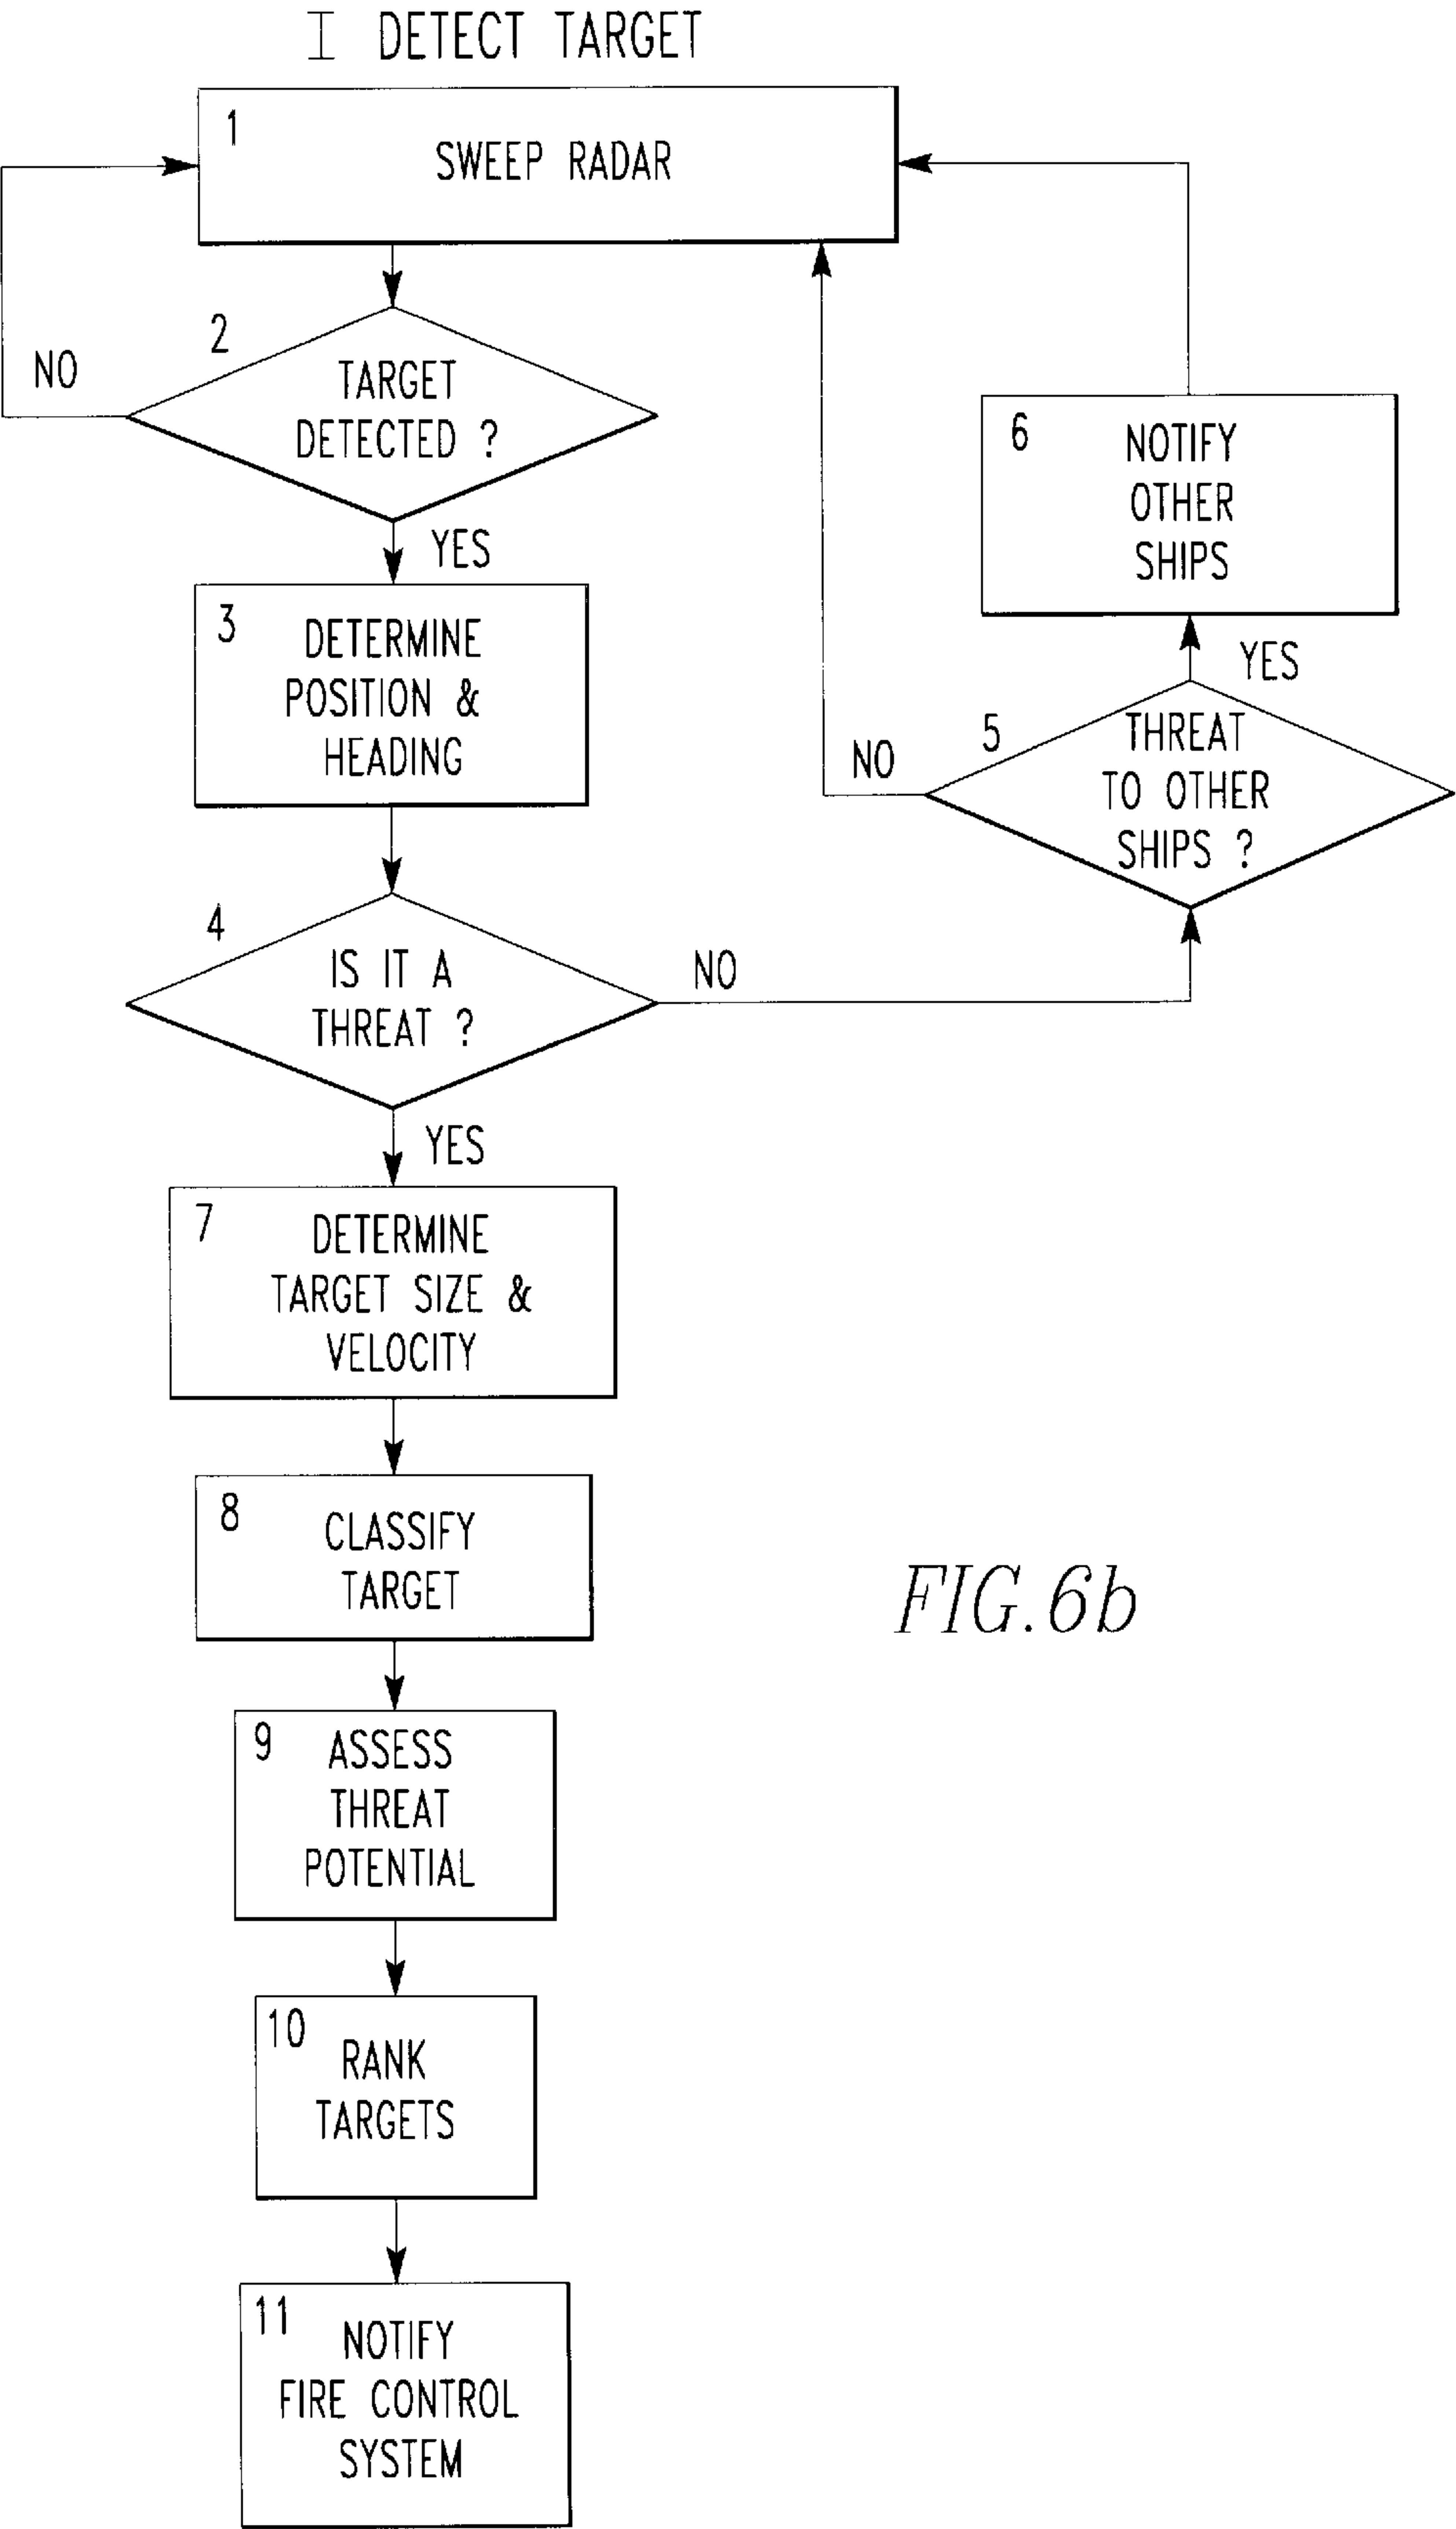 I DETECT TARGET
1
SWEEP RADAR
2
TARGET
DETECTED ?
NO
YES
3
DETERMINE
POSITION &
HEADING
4
IS IT A
THREAT ?
NO
5
THREAT
TO OTHER
SHIPS ?
NO
YES
6
NOTIFY
OTHER
SHIPS
YES
7
DETERMINE
TARGET SIZE &
VELOCITY
8
CLASSIFY
TARGET
9
ASSESS
THREAT
POTENTIAL
10
RANK
TARGETS
11
NOTIFY
FIRE CONTROL
SYSTEM
FIG.6b